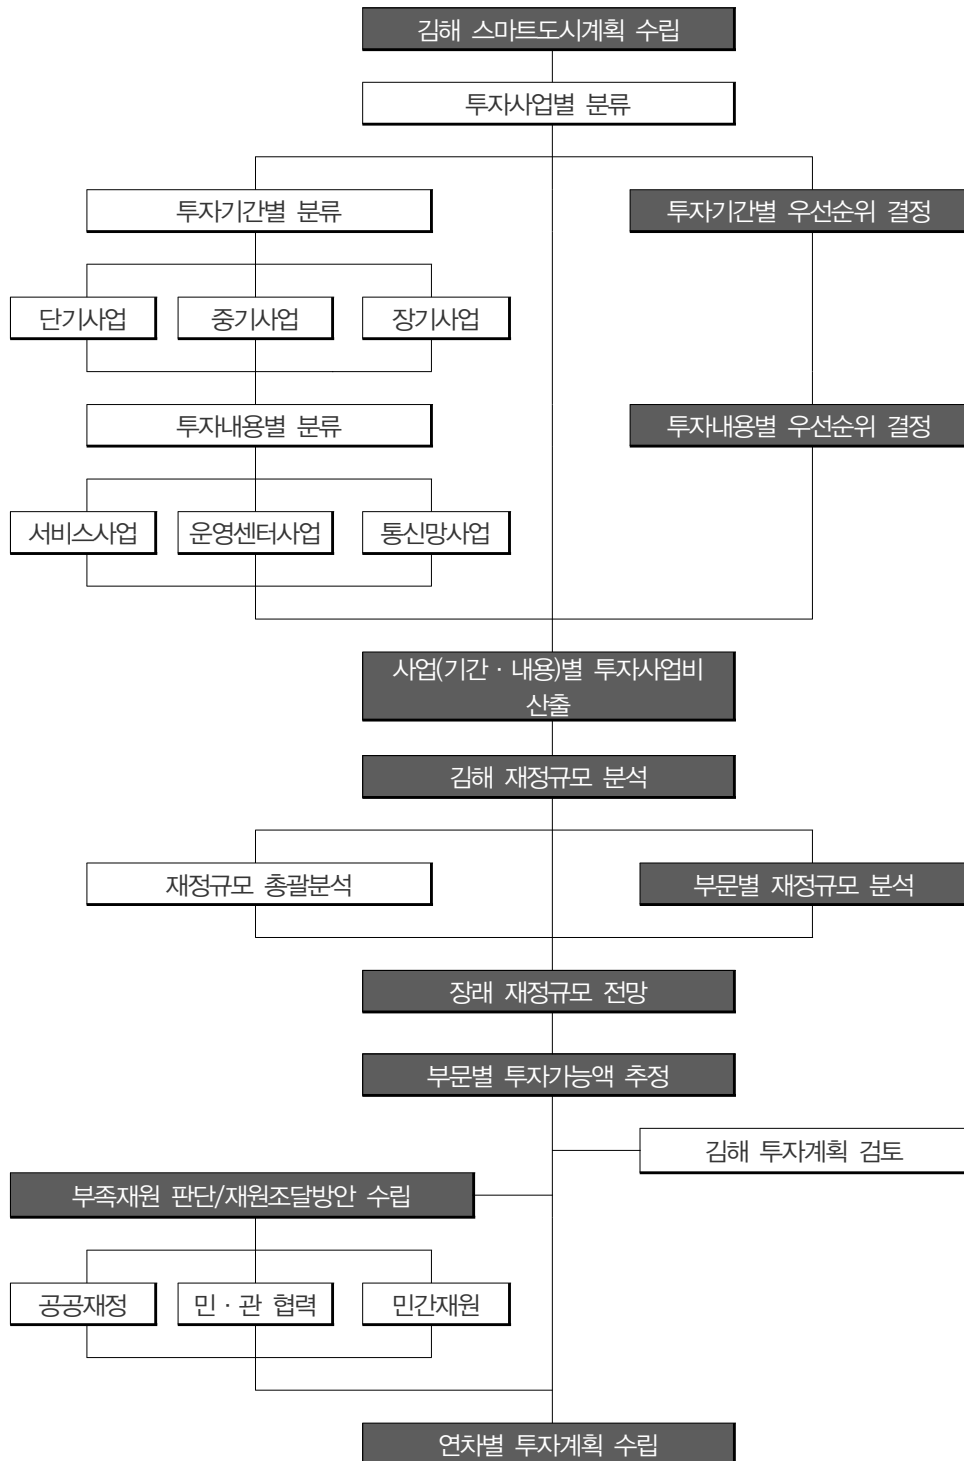 김해 스마트도시계획 수립
투자사업별 분류
투자기간별 분류
투자기간별 우선순위 결정
단기사업
중기사업
장기사업
투자내용별 분류
투자내용별 우선순위 결정
서비스사업
운영센터사업
통신망사업
사업(기간 · 내용)별 투자사업비
산출
김해 재정규모 분석
재정규모 총괄분석
부문별 재정규모 분석
장래 재정규모 전망
부문별 투자가능액 추정
김해 투자계획 검토
부족재원 판단/재원조달방안 수립
공공재정
민 · 관 협력
민간재원
연차별 투자계획 수립